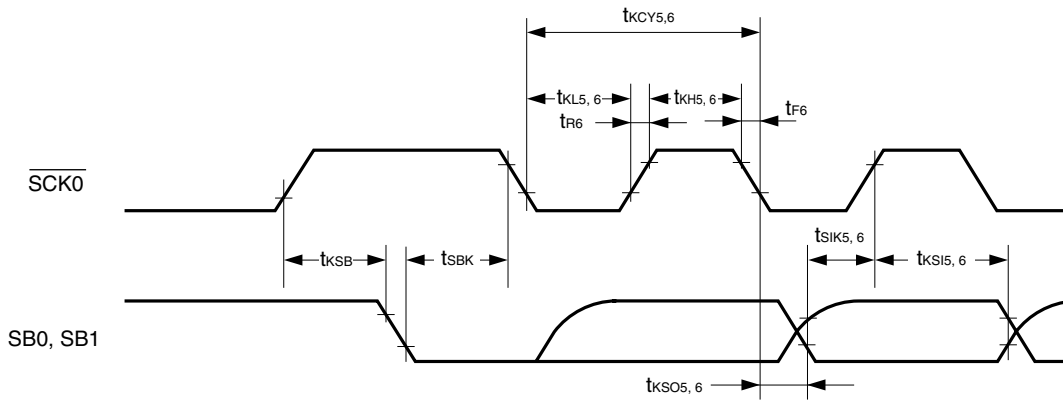 tKCY5,6
tKL5, 6
tKH5, 6
tR6
tF6
SCK0
tSIK5, 6
tKSB
tSBK
tKSI5, 6
SB0, SB1
tKSO5, 6